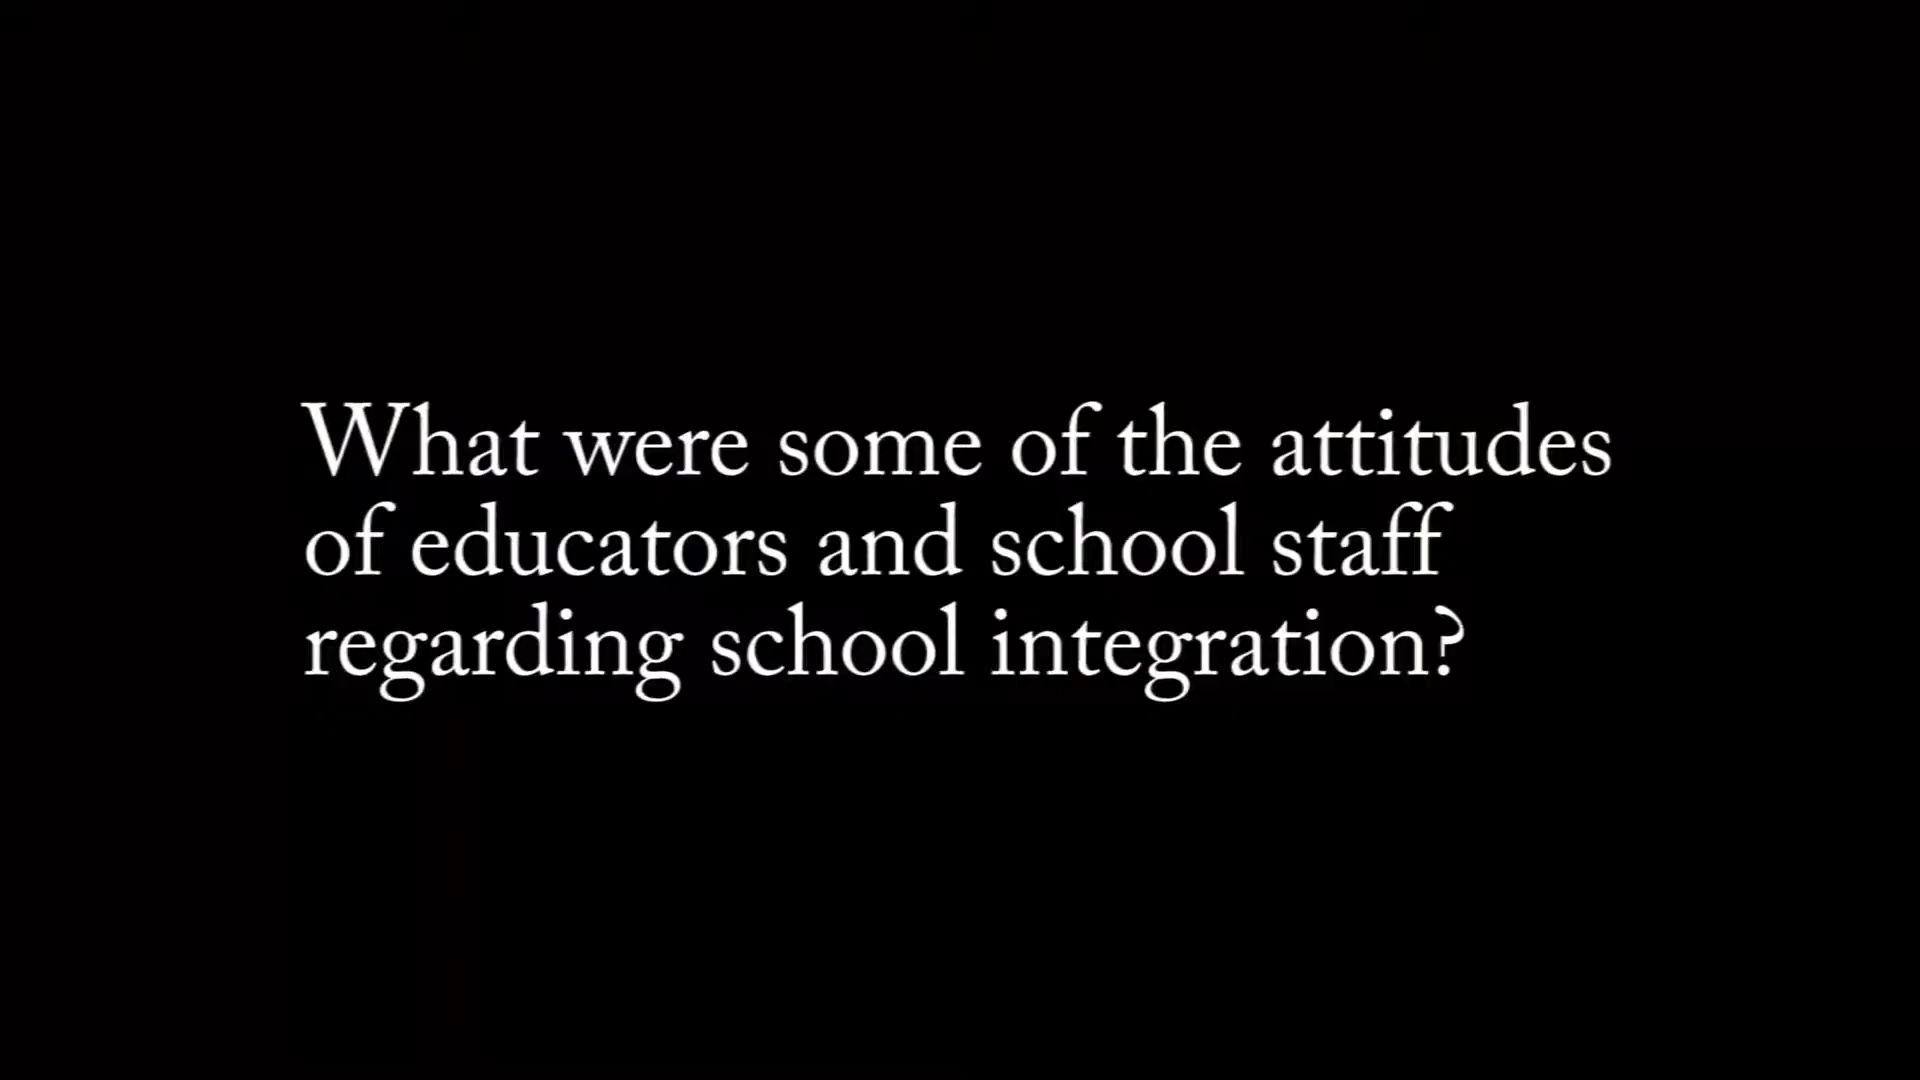 What were some of the attitudes
of educators and school staff
regarding school integration?